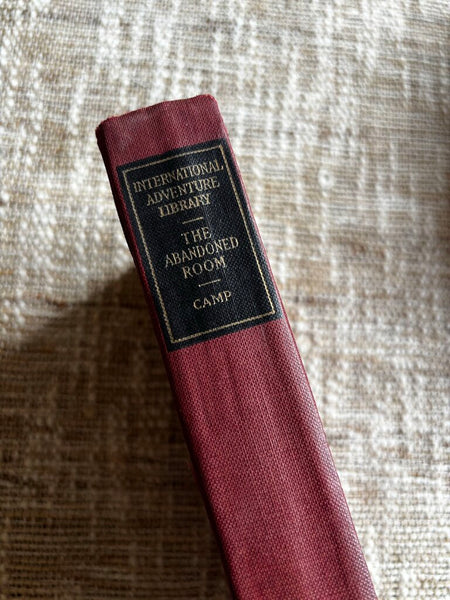 INTERNATIONAL
ADVENTURE
LIBRARY
THE
ABANDONED
ROOM
CAMP